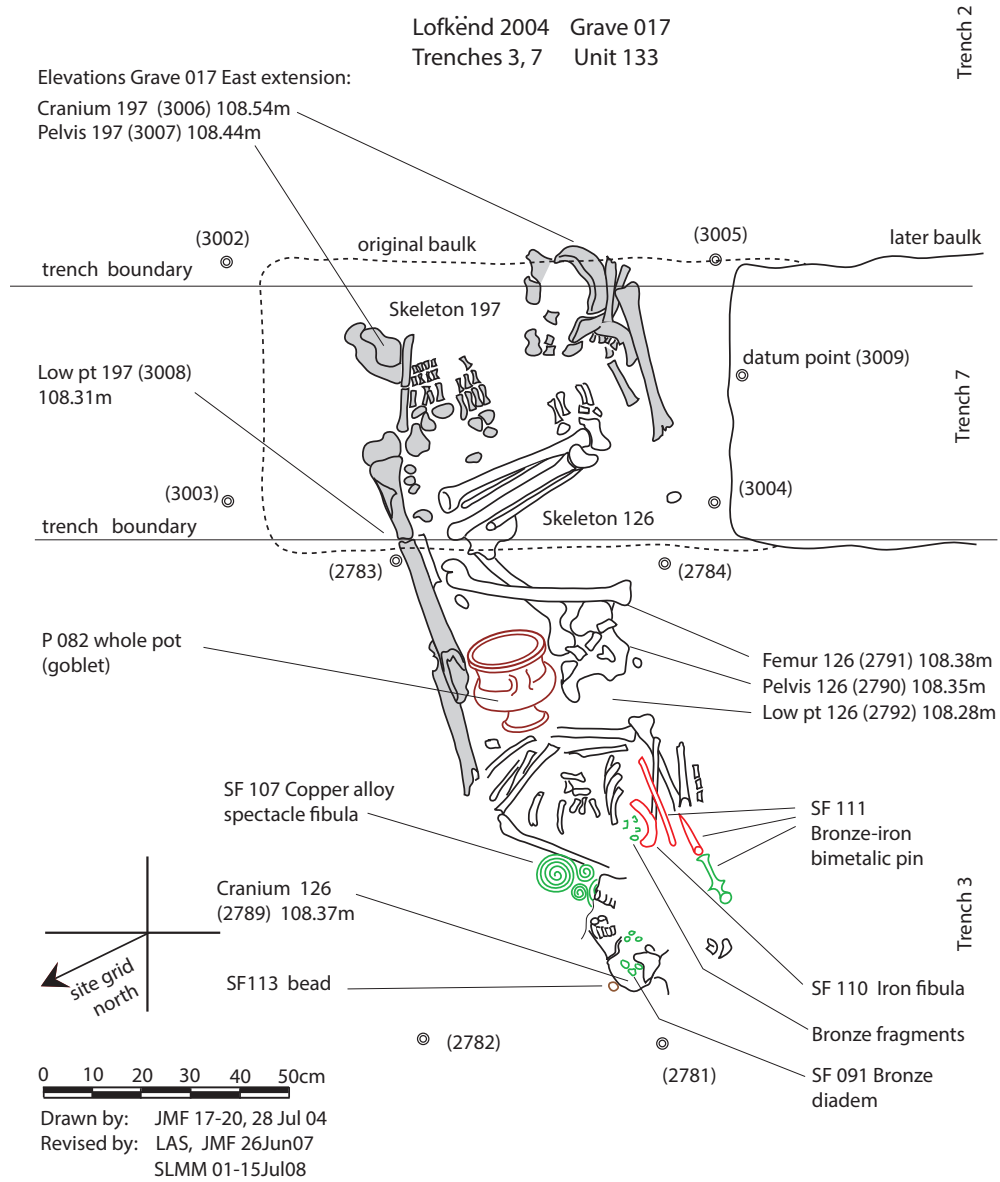 Lofkënd 2004 Grave 017
Trenches 3, 7 Unit 133
Trench 2
Elevations Grave 017 East extension:
Cranium 197 (3006) 108.54m
Pelvis 197 (3007) 108.44m
(3002)
original baulk
(3005)
later baulk
trench boundary
Skeleton 197
Low pt 197 (3008)
108.31m
datum point (3009)
Trench 7
(3003)
(3004)
trench boundary
Skeleton 126
(2783)
(2784)
P 082 whole pot
(goblet)
Femur 126 (2791) 108.38m
Pelvis 126 (2790) 108.35m
Low pt 126 (2792) 108.28m
SF 107 Copper alloy
spectacle fibula
SF 111
Bronze-iron
bimetalic pin
Cranium 126
(2789) 108.37m
Trench 3
site grid
north
SF113 bead
SF 110 Iron fibula
Bronze fragments
(2782)
(2781)
SF 091 Bronze
diadem
0 10 20 30 40 50cm
Drawn by: JMF 17-20, 28 Jul 04
Revised by: LAS, JMF 26Jun07
SLMM 01-15Jul08